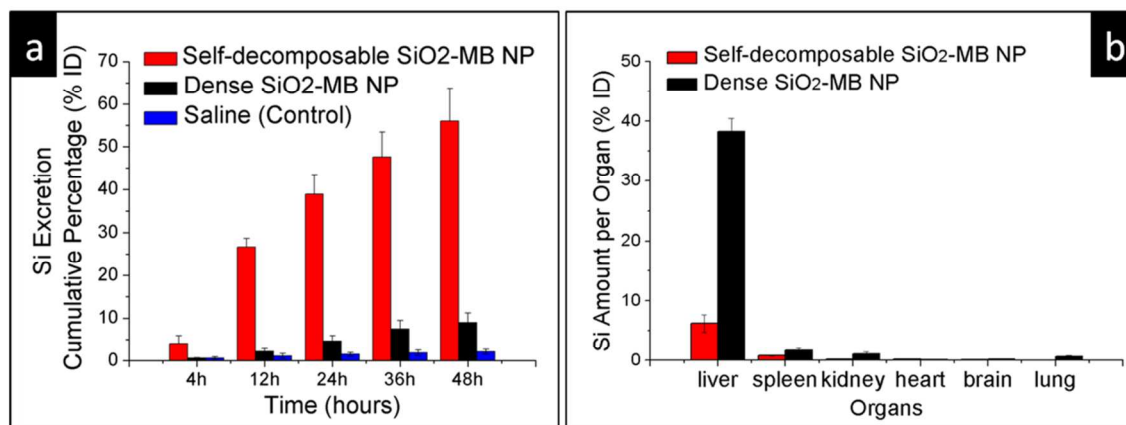 a
Self-decomposable SiO2-MB NP
Dense SiO2-MB NP
Saline (Control)
Si Excretion
Cumulative Percentage (% ID)
70
60
50
40
30
20
10
0
4h 12h 24h 36h 48h
Time (hours)
b
Self-decomposable SiO2-MB NP
Dense SiO2-MB NP
Si Amount per Organ (% ID)
50
40
30
20
10
0
liver spleen kidney heart brain lung
Organs